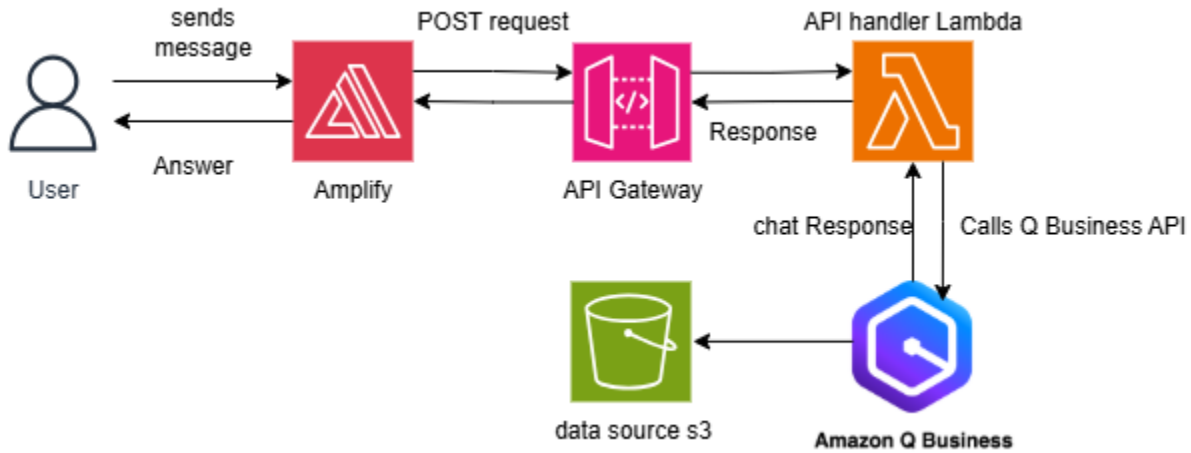 sends
message
POST request
API handler Lambda
</>
Response
Answer
User
Amplify
API Gateway
chat Response
Calls Q Business API
data source s3
Amazon Q Business